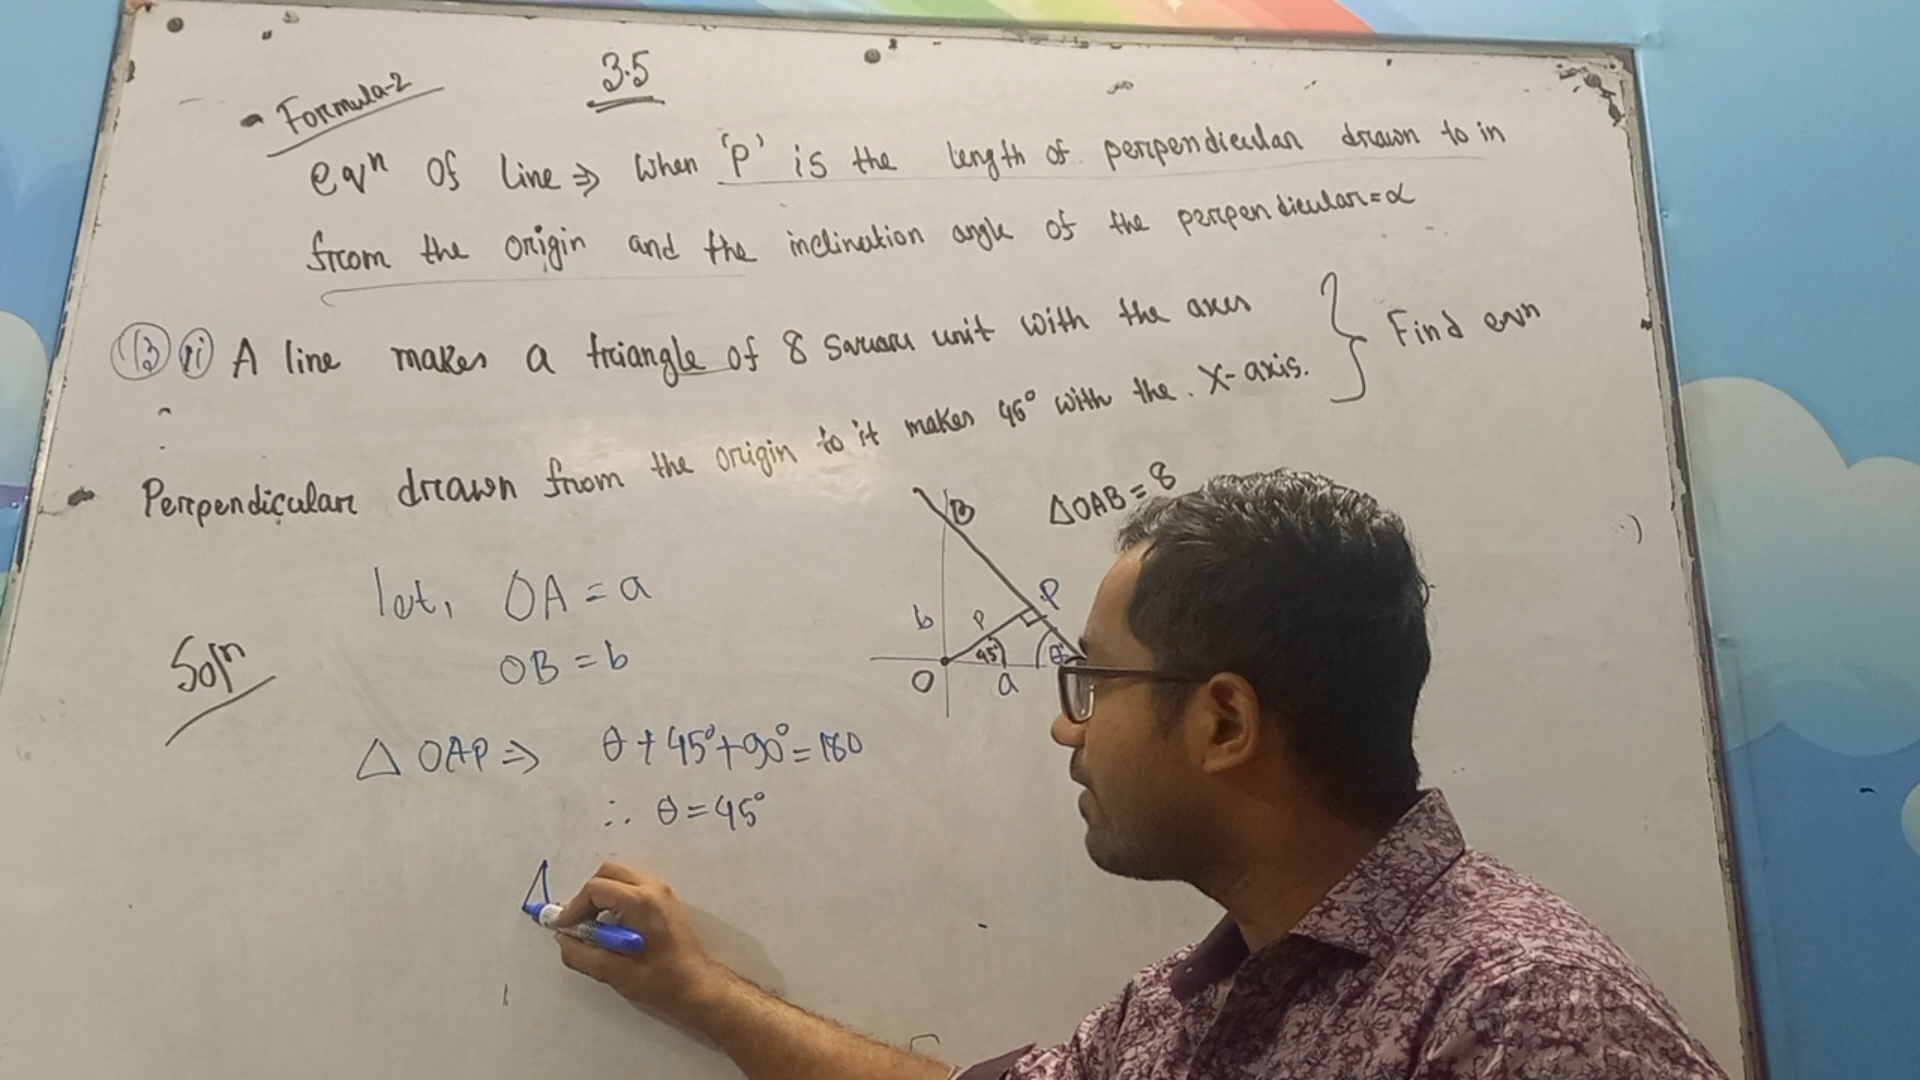 3.5
Formula-2
eqn of line ⇒ When 'P' is the length of perpendicular drawn to in
from the origin and the inclination angle of the perpendicular = α
13 (ii) A line makes a triangle of 8 square unit with the axes
Find eqn
Perpendicular drawn from the origin to it makes 45° with the X-axis.
△OAB = 8
B
let, OA = a
P
b
P
45°
θ
OB = b
O
a
Soln
△ OAP ⇒ θ + 45° + 90° = 180
∴ θ = 45°
△